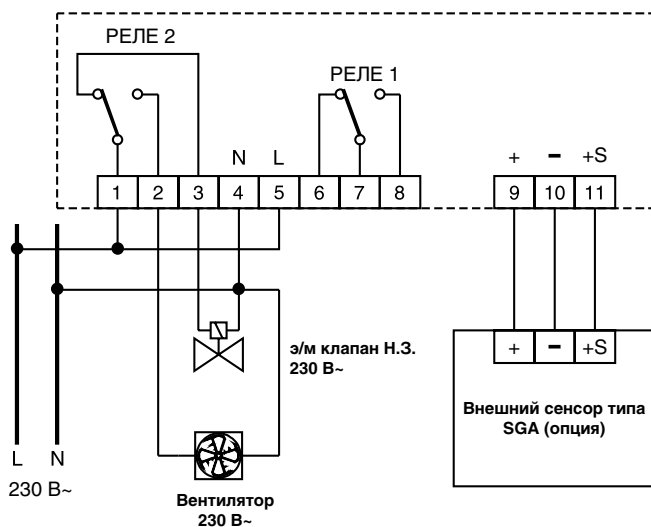 РЕЛЕ 2
РЕЛЕ 1
N L
+ - +S
1 2 3 4 5 6 7 8
9 10 11
э/м клапан Н.З.
230 В~
+ - +S
Внешний сенсор типа
SGA (опция)
L N
230 В~
Вентилятор
230 В~